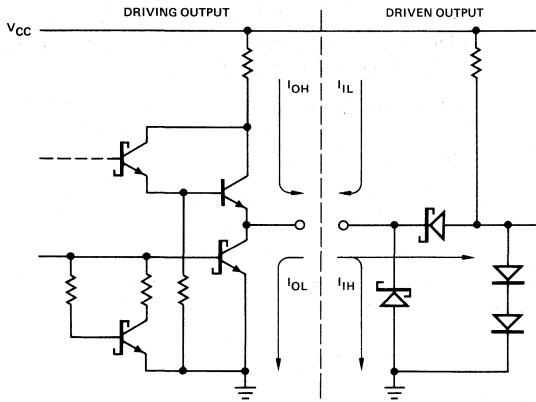 DRIVING OUTPUT
DRIVEN OUTPUT
VCC
IOH
IIL
IOL
IIH